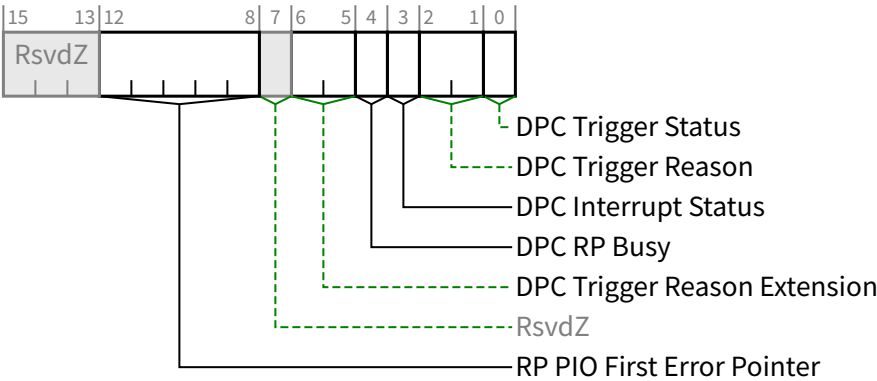 15 13 12 8 7 6 5 4 3 2 1 0
RsvdZ
DPC Trigger Status
DPC Trigger Reason
DPC Interrupt Status
DPC RP Busy
DPC Trigger Reason Extension
RsvdZ
RP PIO First Error Pointer